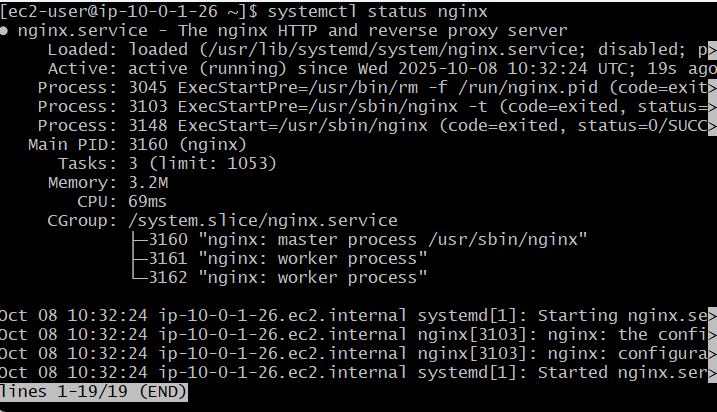 [ec2-user@ip-10-0-1-26 ~]$ systemctl status nginx
● nginx.service - The nginx HTTP and reverse proxy server
     Loaded: loaded (/usr/lib/systemd/system/nginx.service; disabled; p>
     Active: active (running) since Wed 2025-10-08 10:32:24 UTC; 19s ago
    Process: 3045 ExecStartPre=/usr/bin/rm -f /run/nginx.pid (code=exit>
    Process: 3103 ExecStartPre=/usr/sbin/nginx -t (code=exited, status=>
    Process: 3148 ExecStart=/usr/sbin/nginx (code=exited, status=0/SUCC>
   Main PID: 3160 (nginx)
      Tasks: 3 (limit: 1053)
     Memory: 3.2M
        CPU: 69ms
     CGroup: /system.slice/nginx.service
             ├─3160 "nginx: master process /usr/sbin/nginx"
             ├─3161 "nginx: worker process"
             └─3162 "nginx: worker process"

Oct 08 10:32:24 ip-10-0-1-26.ec2.internal systemd[1]: Starting nginx.se>
Oct 08 10:32:24 ip-10-0-1-26.ec2.internal nginx[3103]: nginx: the confi>
Oct 08 10:32:24 ip-10-0-1-26.ec2.internal nginx[3103]: nginx: configura>
Oct 08 10:32:24 ip-10-0-1-26.ec2.internal systemd[1]: Started nginx.ser>
lines 1-19/19 (END)